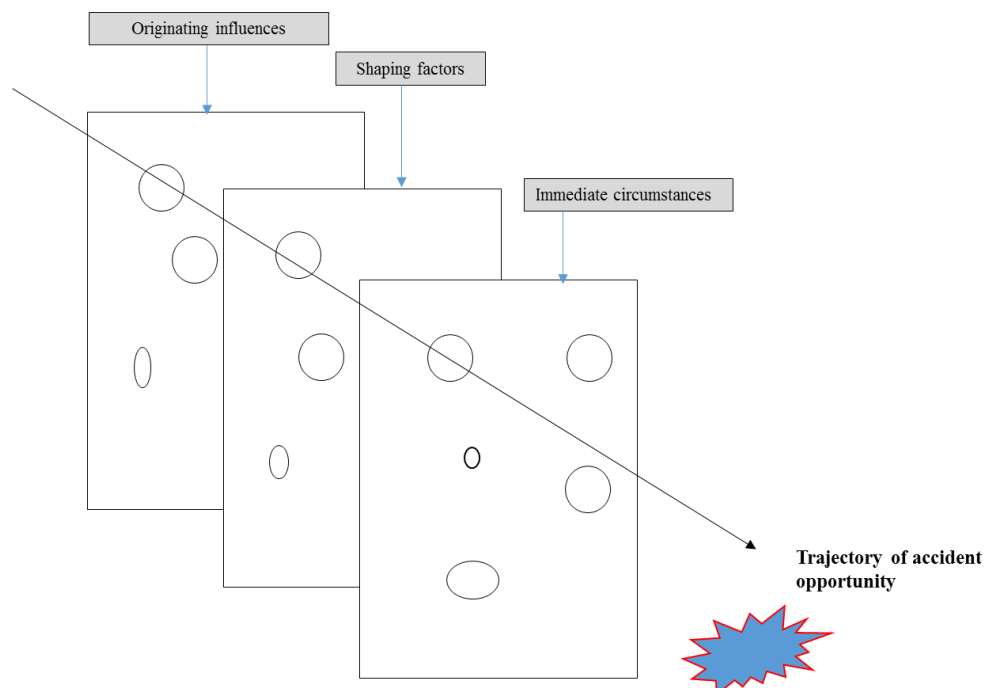 Originating influences
Shaping factors
Immediate circumstances
Trajectory of accident
opportunity